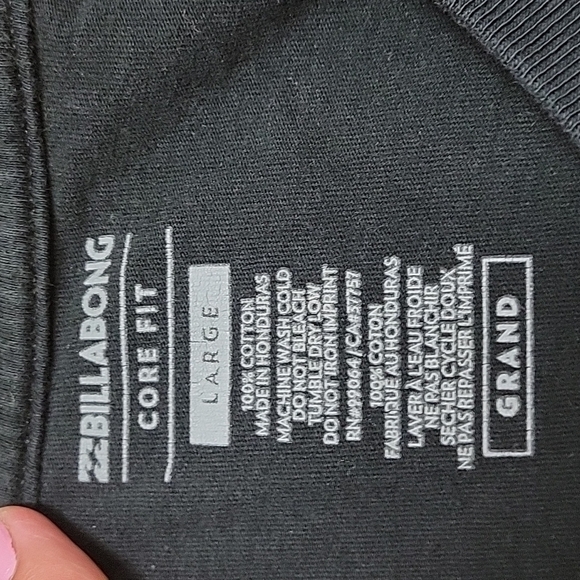 BILLABONG
CORE FIT
LARGE
100% COTTON
MADE IN HONDURAS
MACHINE WASH COLD
DO NOT BLEACH
TUMBLE DRY LOW
DO NOT IRON IMPRINT
RN#99064/CA#37757
100% COTON
FABRIQUÉ AU HONDURAS
LAVER À L'EAU FROIDE
NE PAS BLANCHIR
SECHER CYCLE DOUX
NE PAS REPASSER L'IMPRIMÉ
GRAND